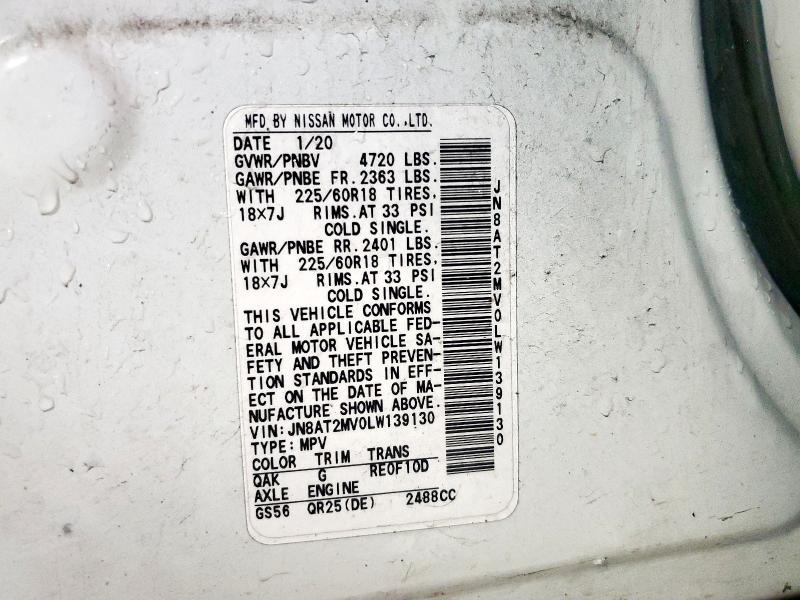 MFD. BY NISSAN MOTOR CO.,LTD.
DATE 1/20
GVWR/PNBV 4720 LBS.
GAWR/PNBE FR. 2363 LBS.
WITH 225/60R18 TIRES,
18×7J RIMS.AT 33 PSI
COLD SINGLE.
GAWR/PNBE RR. 2401 LBS.
WITH 225/60R18 TIRES,
18×7J RIMS.AT 33 PSI
COLD SINGLE.
THIS VEHICLE CONFORMS
TO ALL APPLICABLE FED-
ERAL MOTOR VEHICLE SA-
FETY AND THEFT PREVEN-
TION STANDARDS IN EFF-
ECT ON THE DATE OF MA-
NUFACTURE SHOWN ABOVE.
VIN: JN8AT2MV0LW139130
TYPE: MPV
COLOR TRIM TRANS
QAK G RE0F10D
AXLE ENGINE
GS56 QR25(DE) 2488CC
JN8AT2MV0LW139130